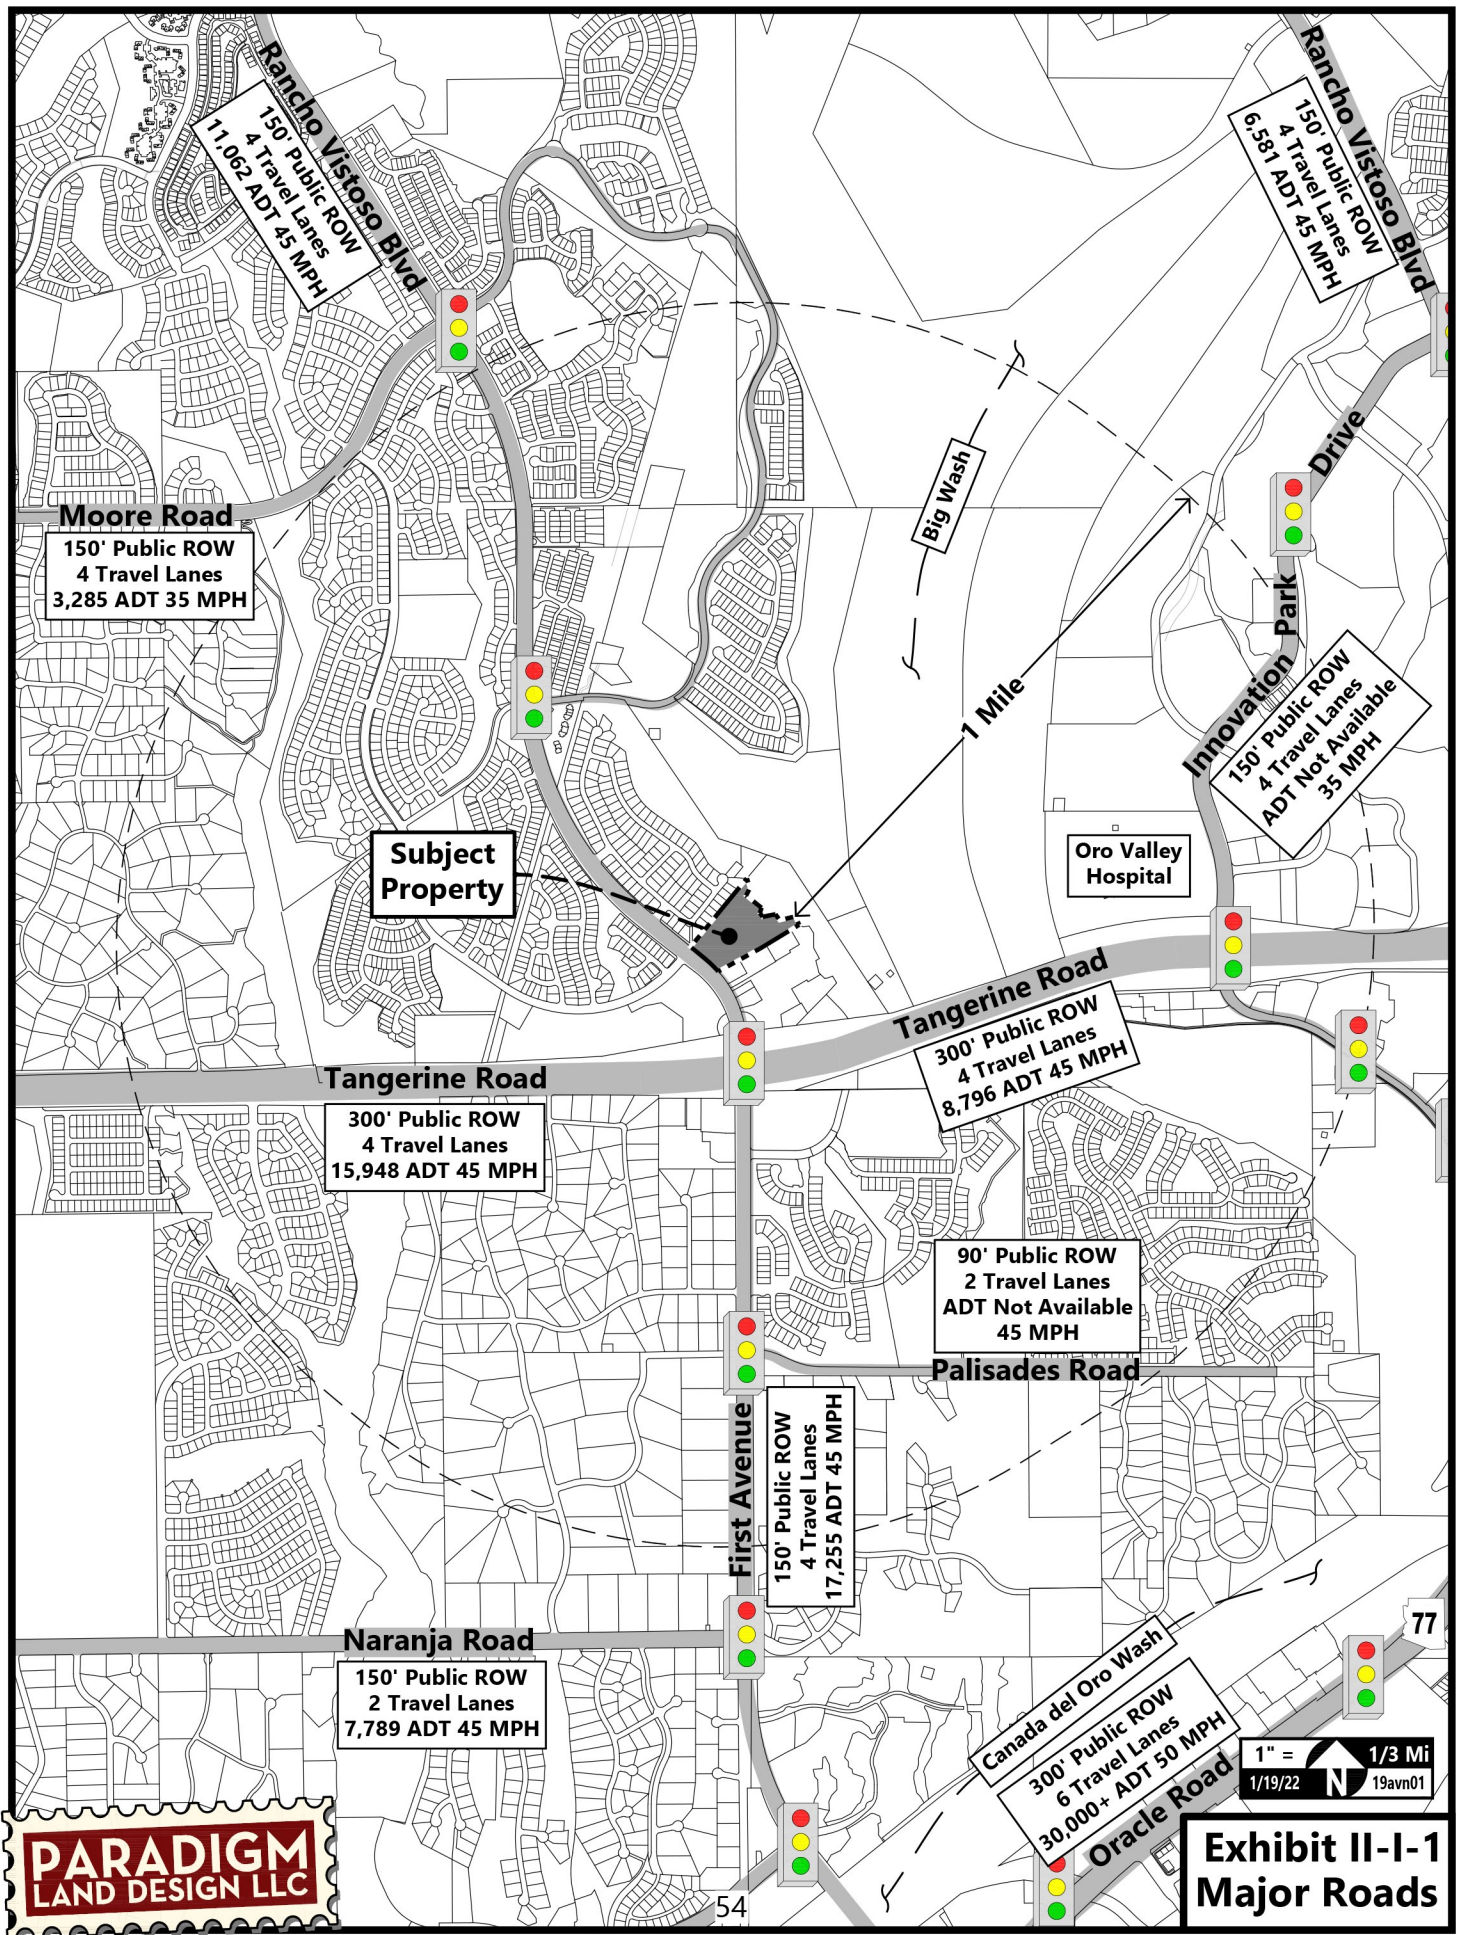 Rancho Vistoso Blvd
150' Public ROW
4 Travel Lanes
11,062 ADT 45 MPH
Rancho Vistoso Blvd
150' Public ROW
4 Travel Lanes
6,581 ADT 45 MPH
Moore Road
150' Public ROW
4 Travel Lanes
3,285 ADT 35 MPH
Big Wash
1 Mile
Innovation Park Drive
150' Public ROW
4 Travel Lanes
ADT Not Available
35 MPH
Subject
Property
Oro Valley
Hospital
Tangerine Road
300' Public ROW
4 Travel Lanes
8,796 ADT 45 MPH
Tangerine Road
300' Public ROW
4 Travel Lanes
15,948 ADT 45 MPH
90' Public ROW
2 Travel Lanes
ADT Not Available
45 MPH
Palisades Road
First Avenue
150' Public ROW
4 Travel Lanes
17,255 ADT 45 MPH
Naranja Road
150' Public ROW
2 Travel Lanes
7,789 ADT 45 MPH
77
Canada del Oro Wash
300' Public ROW
6 Travel Lanes
30,000+ ADT 50 MPH
Oracle Road
1" =
1/3 Mi
1/19/22
N
19avn01
PARADIGM
LAND DESIGN LLC
54
Exhibit II-I-1
Major Roads